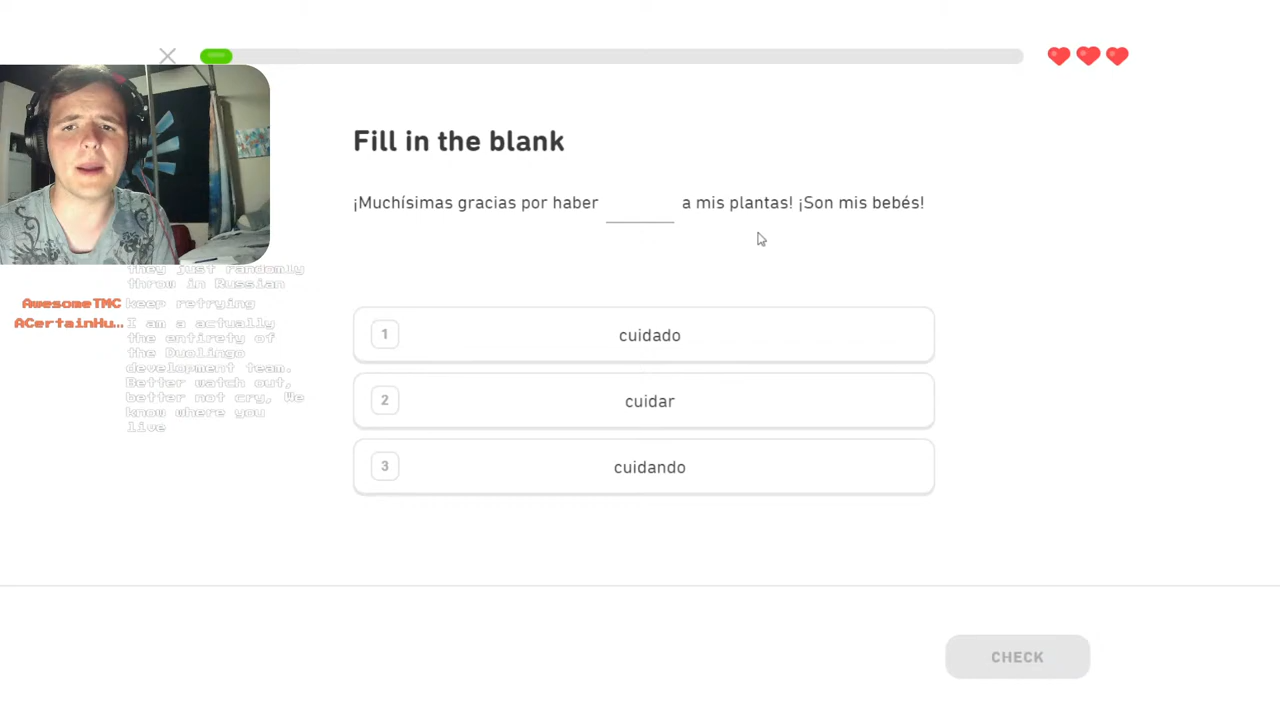 Fill in the blank
¡Muchísimas gracias por haber ________ a mis plantas! ¡Son mis bebés!
they just randomly
throw in Russian
AwesomeTMC keep retrying
ACertainHu... I am a actually
the entirety of
the Duolingo
development team.
Better watch out,
better not cry, We
know where you
live
1 cuidado
2 cuidar
3 cuidando
CHECK